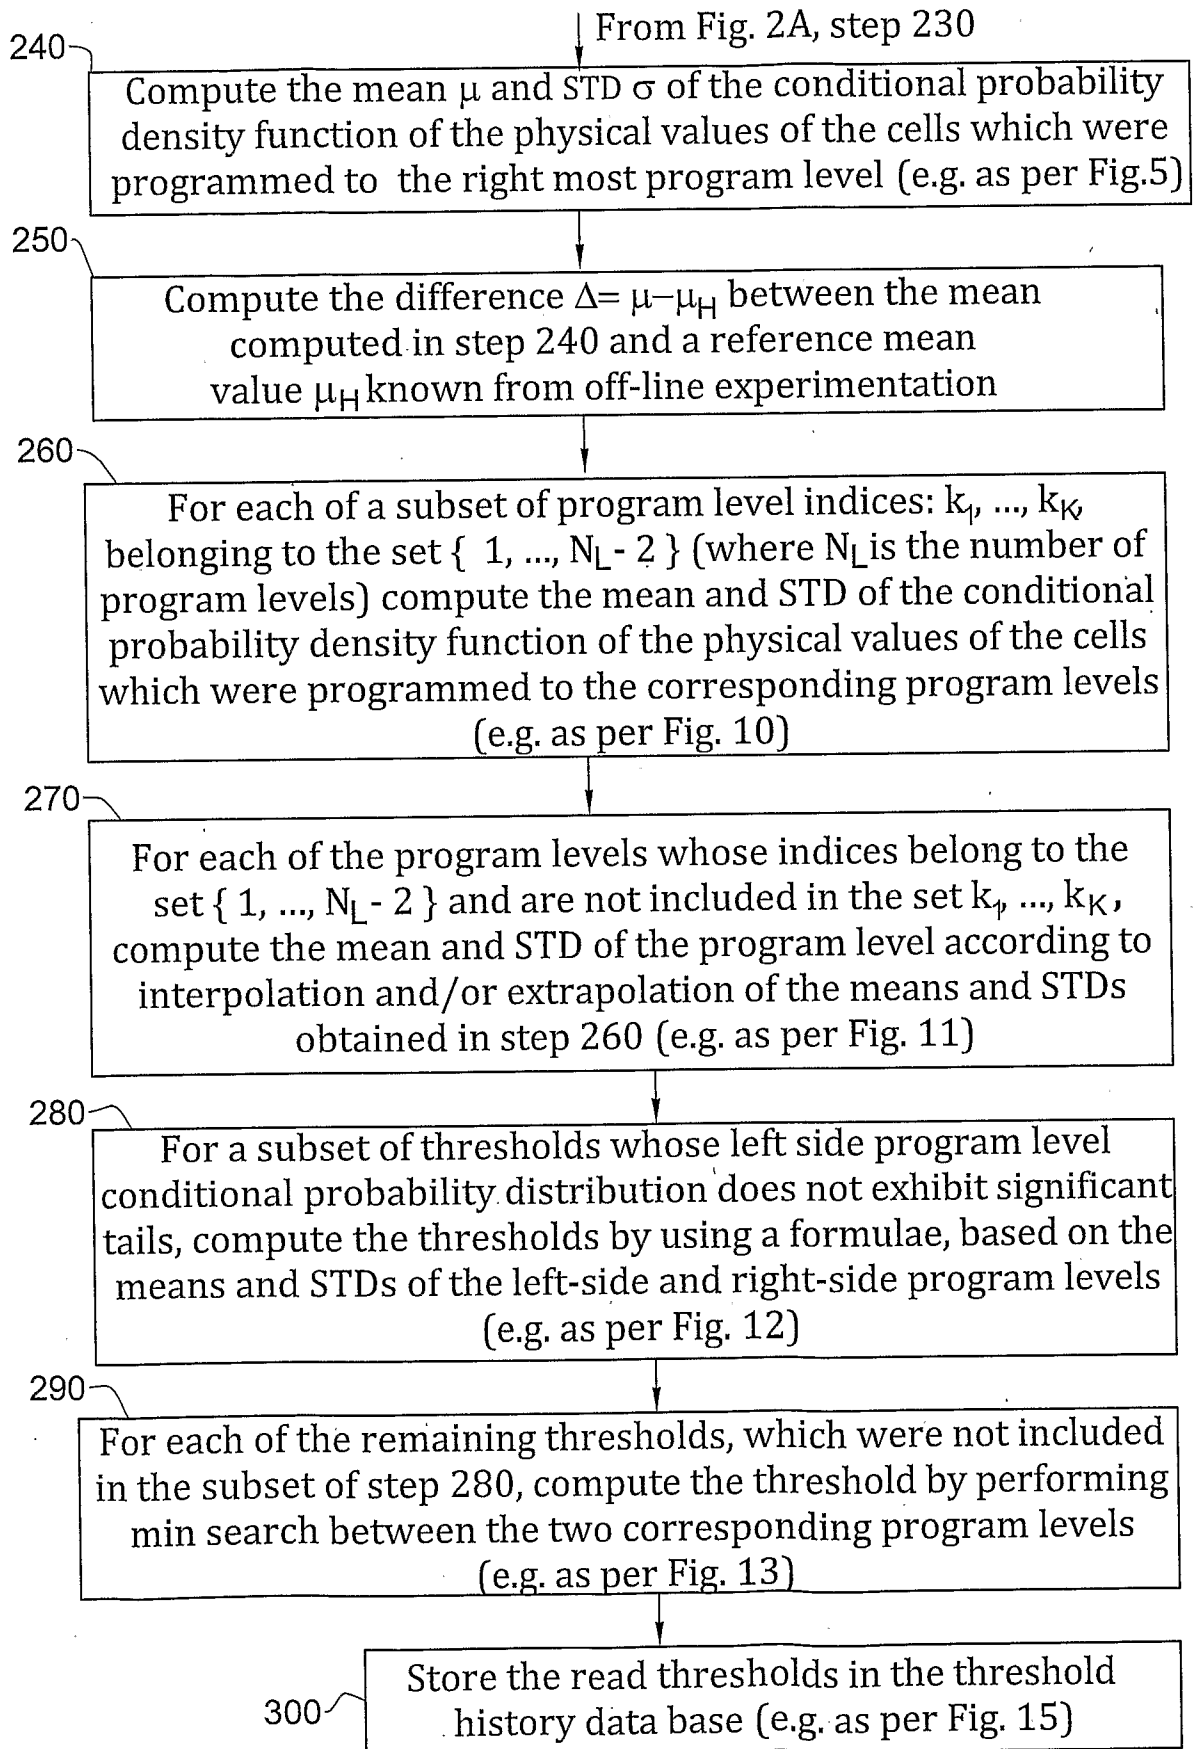 From Fig. 2A, step 230
240
Compute the mean μ and STD σ of the conditional probability
density function of the physical values of the cells which were
programmed to the right most program level (e.g. as per Fig.5)
250
Compute the difference Δ= μ−μH between the mean
computed in step 240 and a reference mean
value μH known from off-line experimentation
260
For each of a subset of program level indices: k1, ..., kK,
belonging to the set { 1, ..., NL - 2 } (where NL is the number of
program levels) compute the mean and STD of the conditional
probability density function of the physical values of the cells
which were programmed to the corresponding program levels
(e.g. as per Fig. 10)
270
For each of the program levels whose indices belong to the
set { 1, ..., NL - 2 } and are not included in the set k1, ..., kK,
compute the mean and STD of the program level according to
interpolation and/or extrapolation of the means and STDs
obtained in step 260 (e.g. as per Fig. 11)
280
For a subset of thresholds whose left side program level
conditional probability distribution does not exhibit significant
tails, compute the thresholds by using a formulae, based on the
means and STDs of the left-side and right-side program levels
(e.g. as per Fig. 12)
290
For each of the remaining thresholds, which were not included
in the subset of step 280, compute the threshold by performing
min search between the two corresponding program levels
(e.g. as per Fig. 13)
300
Store the read thresholds in the threshold
history data base (e.g. as per Fig. 15)